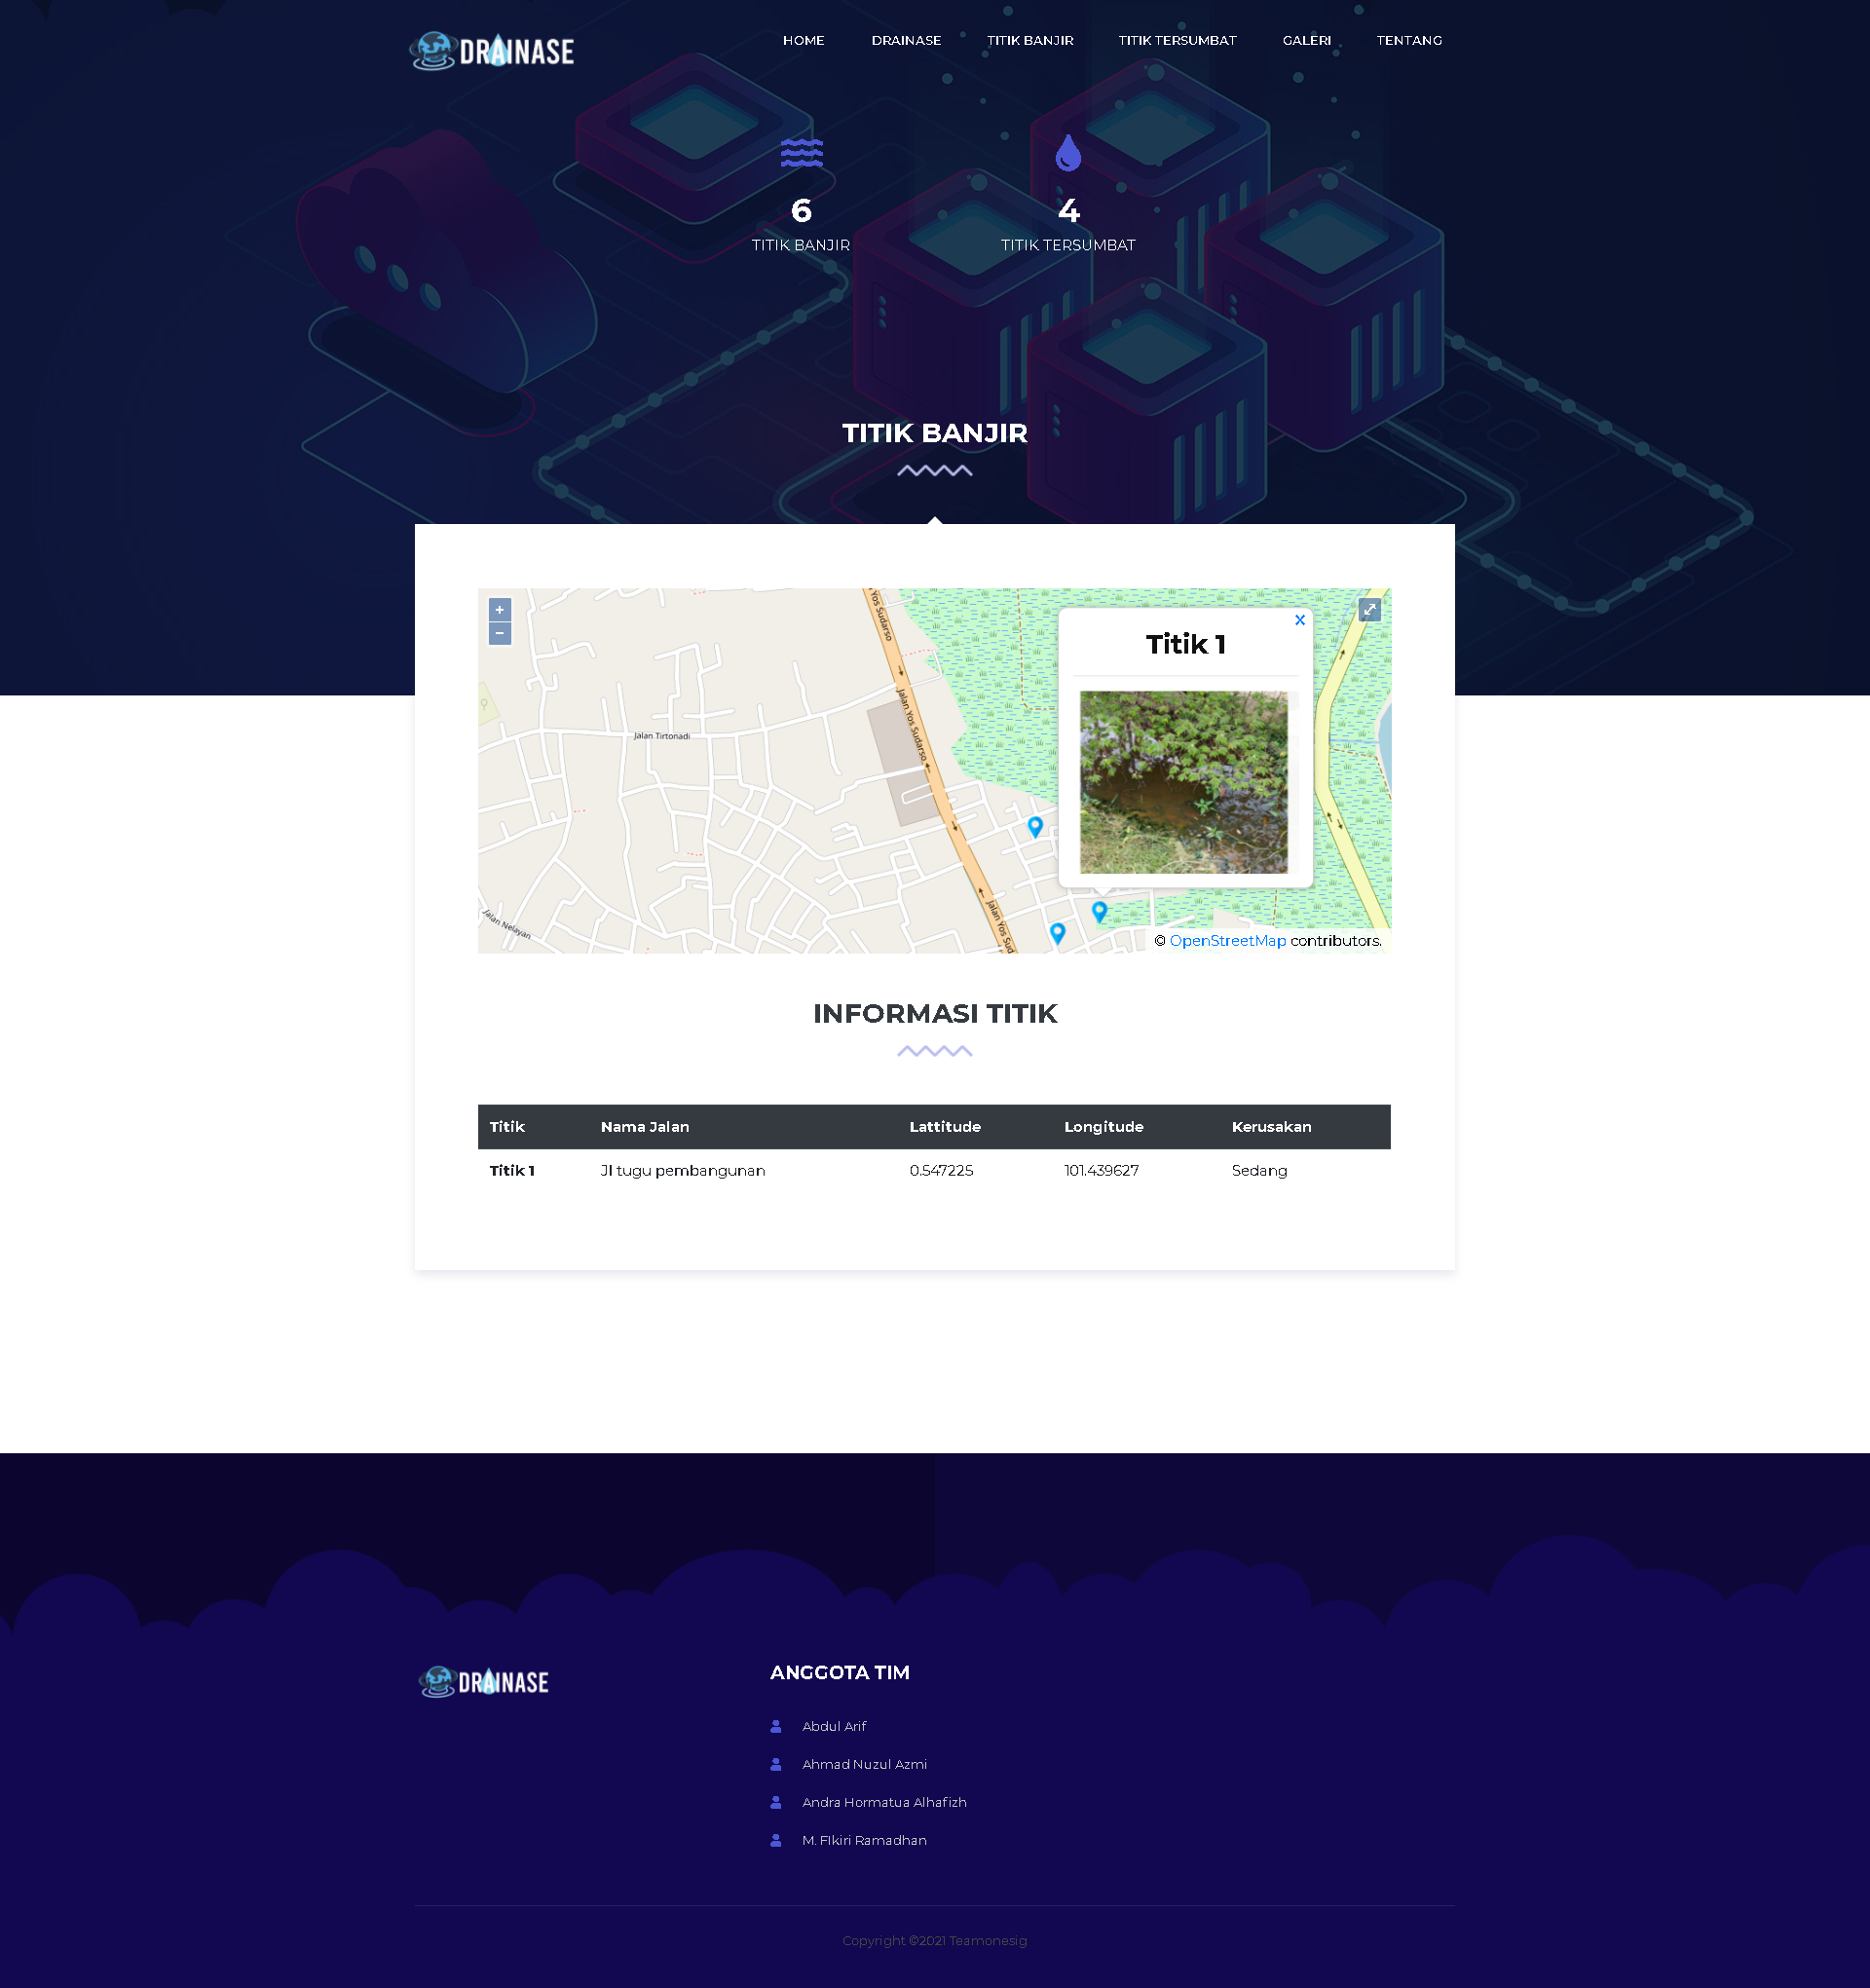 DRAINASE
HOME DRAINASE TITIK BANJIR TITIK TERSUMBAT GALERI TENTANG
6
TITIK BANJIR
4
TITIK TERSUMBAT
TITIK BANJIR
+
−
Jalan Yos Sudarso
Jalan Yos Sudarso
Jalan Tirtonadi
Jalan Nelayan
Jalan Yos Sud
Titik 1
© OpenStreetMap contributors.
INFORMASI TITIK
Titik Nama Jalan Lattitude Longitude Kerusakan
Titik 1 Jl tugu pembangunan 0.547225 101.439627 Sedang
DRAINASE
ANGGOTA TIM
Abdul Arif
Ahmad Nuzul Azmi
Andra Hormatua Alhafizh
M. FIkiri Ramadhan
Copyright ©2021 Teamonesig